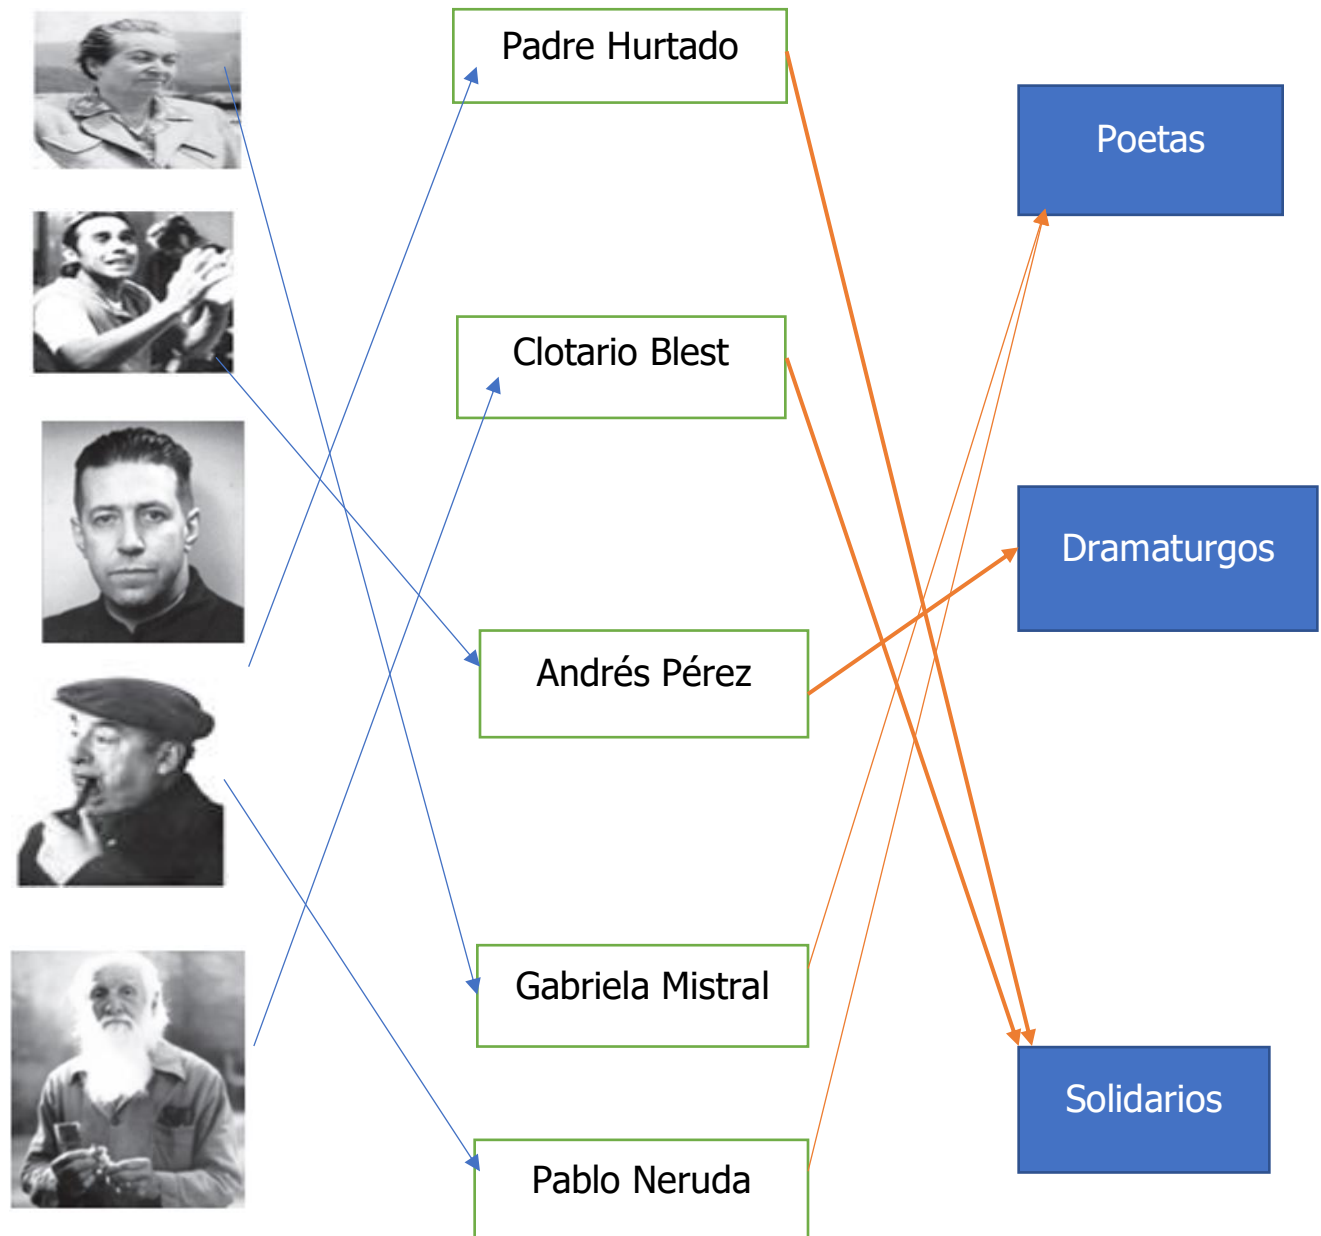 Padre Hurtado
Poetas
Clotario Blest
Dramaturgos
Andrés Pérez
Gabriela Mistral
Solidarios
Pablo Neruda